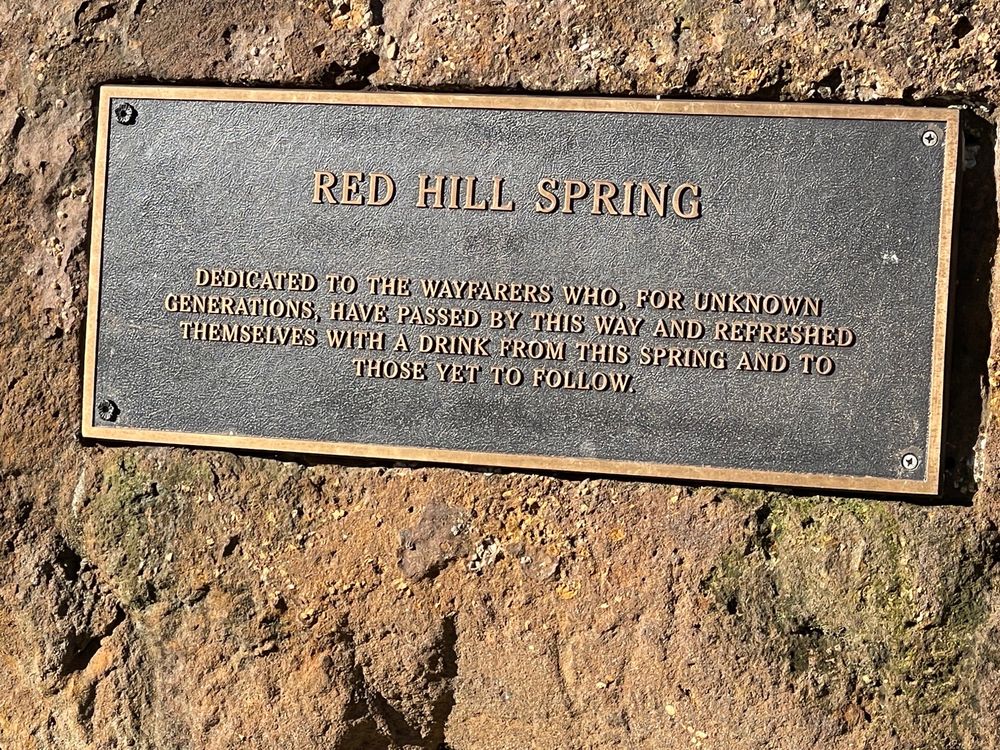 RED HILL SPRING
DEDICATED TO THE WAYFARERS WHO, FOR UNKNOWN
GENERATIONS, HAVE PASSED BY THIS WAY AND REFRESHED
THEMSELVES WITH A DRINK FROM THIS SPRING AND TO
THOSE YET TO FOLLOW.